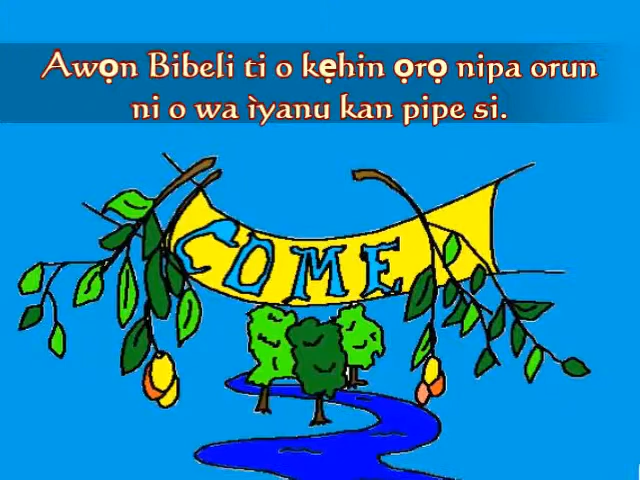 Awọn Bibeli ti o kẹhin ọrọ nipa orun
ni o wa ìyanu kan pipe si.
COME